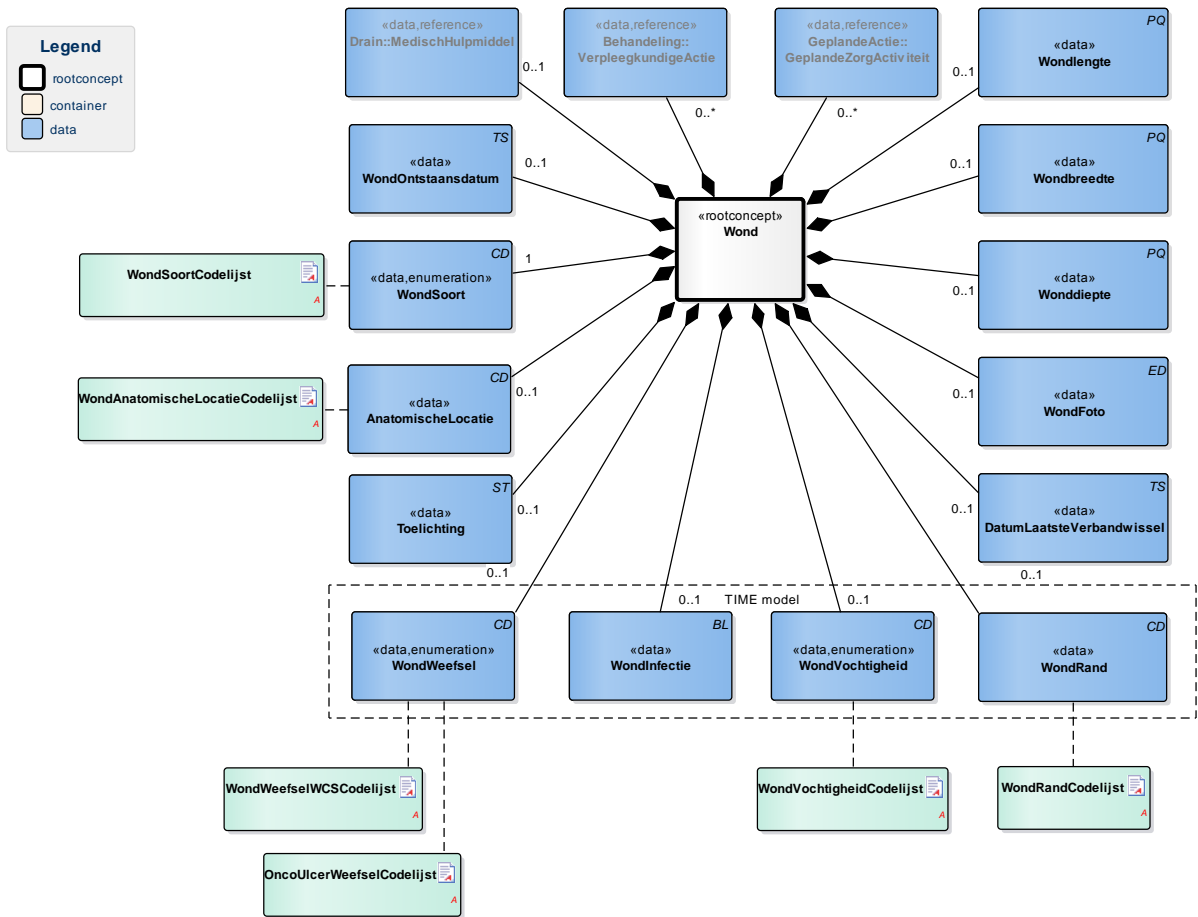 Legend
rootconcept
container
data
«data,reference»
Drain::MedischHulpmiddel
0..1
«data,reference»
Behandeling::
VerpleegkundigeActie
0..*
«data,reference»
GeplandeActie::
GeplandeZorgActiviteit
0..*
PQ
«data»
Wondlengte
0..1
TS
«data»
WondOntstaansdatum
0..1
PQ
«data»
Wondbreedte
0..1
«rootconcept»
Wond
WondSoortCodelijst
A
CD
«data,enumeration»
WondSoort
1
PQ
«data»
Wonddiepte
0..1
WondAnatomischeLocatieCodelijst
A
CD
«data»
AnatomischeLocatie
0..1
ED
«data»
WondFoto
0..1
ST
«data»
Toelichting
0..1
TS
«data»
DatumLaatsteVerbandwissel
0..1
0..1
0..1
TIME model
0..1
0..1
CD
«data,enumeration»
WondWeefsel
BL
«data»
WondInfectie
CD
«data,enumeration»
WondVochtigheid
CD
«data»
WondRand
WondWeefselWCSCodelijst
A
WondVochtigheidCodelijst
A
WondRandCodelijst
A
OncoUlcerWeefselCodelijst
A